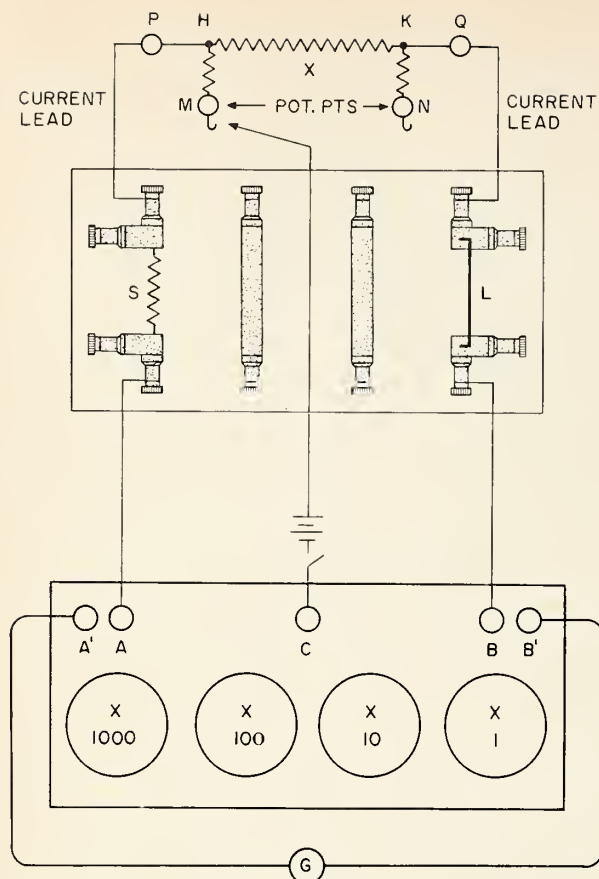 P H K Q
X
CURRENT LEAD
M POT. PTS N
CURRENT LEAD
S L
A' A C B B'
X 1000
X 100
X 10
X 1
G